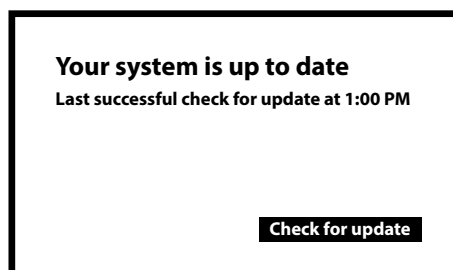 Your system is up to date
Last successful check for update at 1:00 PM
Check for update